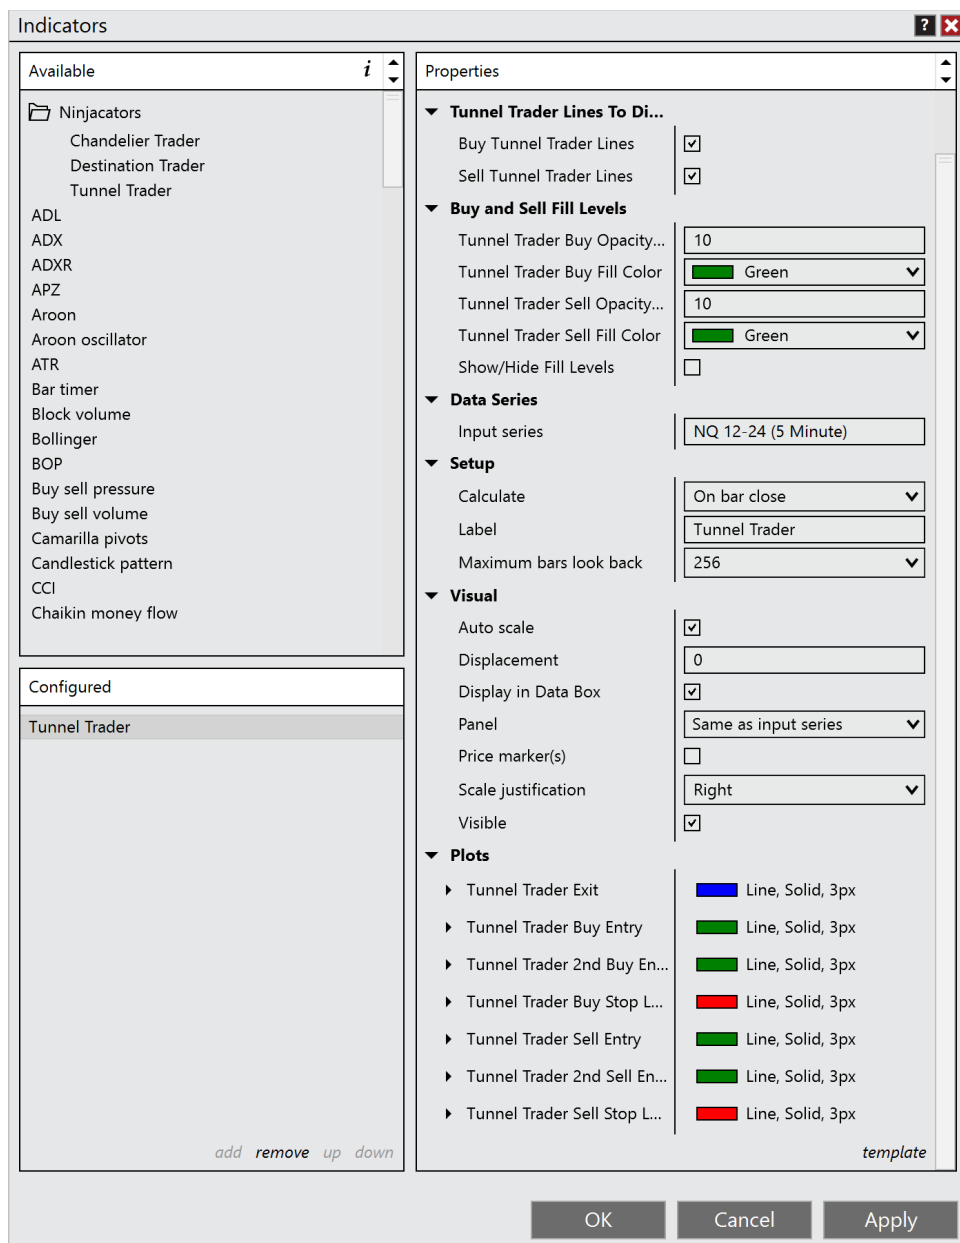 Indicators
?
Available i
Ninjacators
Chandelier Trader
Destination Trader
Tunnel Trader
ADL
ADX
ADXR
APZ
Aroon
Aroon oscillator
ATR
Bar timer
Block volume
Bollinger
BOP
Buy sell pressure
Buy sell volume
Camarilla pivots
Candlestick pattern
CCI
Chaikin money flow
Configured
Tunnel Trader
add remove up down
Properties
Tunnel Trader Lines To Di...
Buy Tunnel Trader Lines
Sell Tunnel Trader Lines
Buy and Sell Fill Levels
Tunnel Trader Buy Opacity... 10
Tunnel Trader Buy Fill Color Green
Tunnel Trader Sell Opacity... 10
Tunnel Trader Sell Fill Color Green
Show/Hide Fill Levels
Data Series
Input series NQ 12-24 (5 Minute)
Setup
Calculate On bar close
Label Tunnel Trader
Maximum bars look back 256
Visual
Auto scale
Displacement 0
Display in Data Box
Panel Same as input series
Price marker(s)
Scale justification Right
Visible
Plots
Tunnel Trader Exit Line, Solid, 3px
Tunnel Trader Buy Entry Line, Solid, 3px
Tunnel Trader 2nd Buy En... Line, Solid, 3px
Tunnel Trader Buy Stop L... Line, Solid, 3px
Tunnel Trader Sell Entry Line, Solid, 3px
Tunnel Trader 2nd Sell En... Line, Solid, 3px
Tunnel Trader Sell Stop L... Line, Solid, 3px
template
OK Cancel Apply